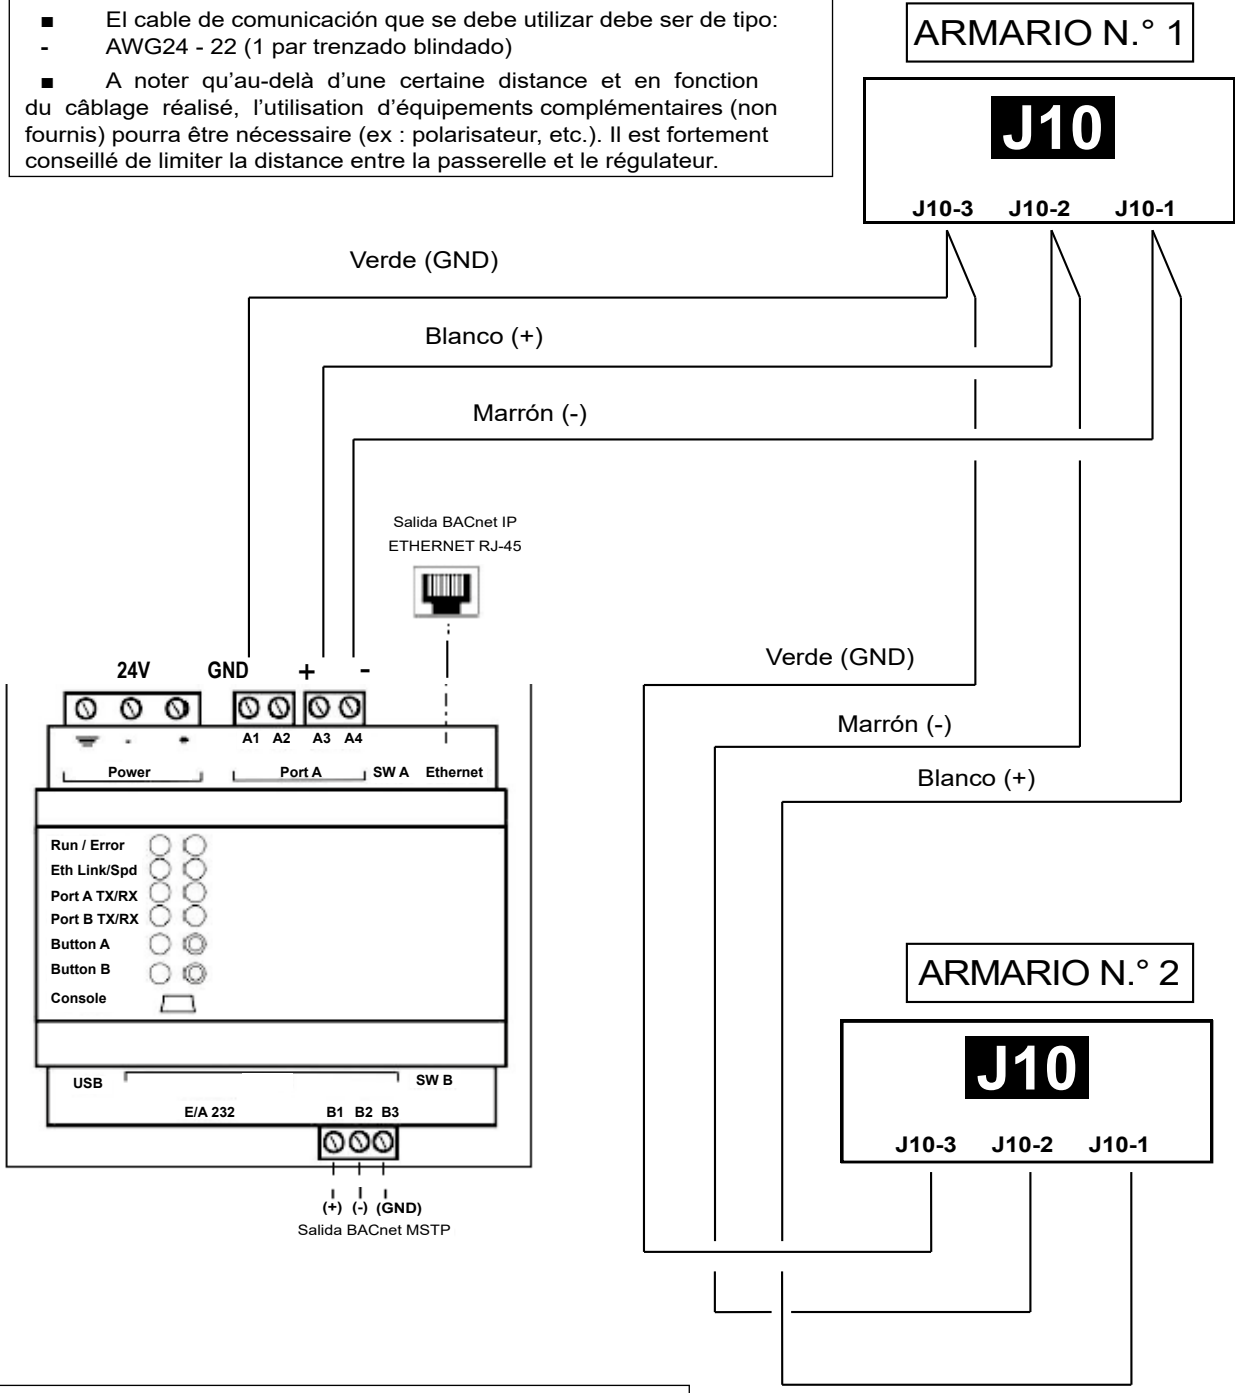 ■ El cable de comunicación que se debe utilizar debe ser de tipo:
- AWG24 - 22 (1 par trenzado blindado)
■ A noter qu’au-delà d’une certaine distance et en fonction
du câblage réalisé, l’utilisation d’équipements complémentaires (non
fournis) pourra être nécessaire (ex : polarisateur, etc.). Il est fortement
conseillé de limiter la distance entre la passerelle et le régulateur.
ARMARIO N.° 1
J10
J10-3 J10-2 J10-1
Verde (GND)
Blanco (+)
Marrón (-)
Salida BACnet IP
ETHERNET RJ-45
24V GND + -
A1 A2 A3 A4
Power Port A SW A Ethernet
Run / Error
Eth Link/Spd
Port A TX/RX
Port B TX/RX
Button A
Button B
Console
USB SW B
E/A 232 B1 B2 B3
(+) (-) (GND)
Salida BACnet MSTP
Verde (GND)
Marrón (-)
Blanco (+)
ARMARIO N.° 2
J10
J10-3 J10-2 J10-1